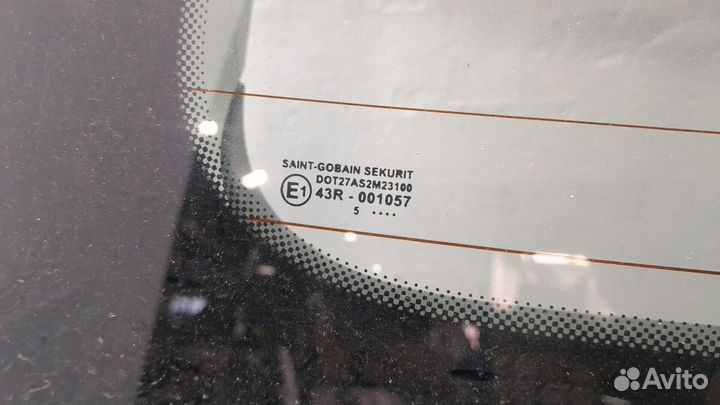 SAINT-GOBAIN SEKURIT
DOT27AS2M23100
E1 43R - 001057
5 ....
Avito